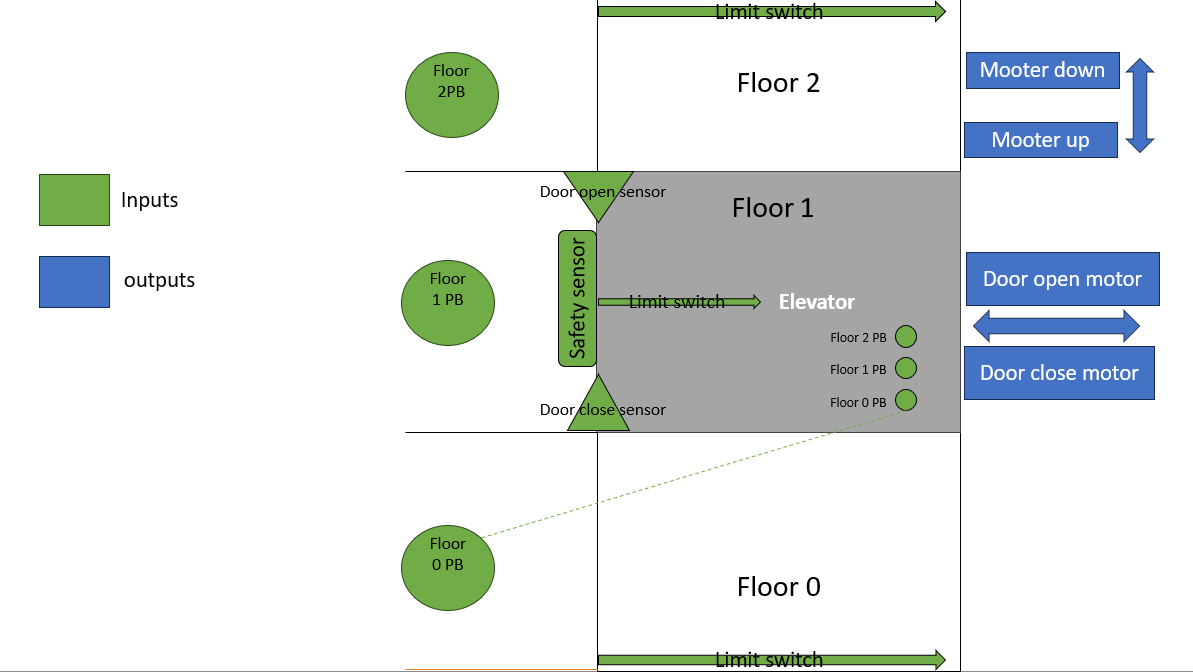 Limit switch
Floor
2PB
Floor 2
Mooter down
Mooter up
Inputs
outputs
Door open sensor
Floor 1
Safety sensor
Floor
1 PB
Limit switch
Elevator
Door open motor
Door close motor
Floor 2 PB
Floor 1 PB
Floor 0 PB
Door close sensor
Floor
0 PB
Floor 0
Limit switch